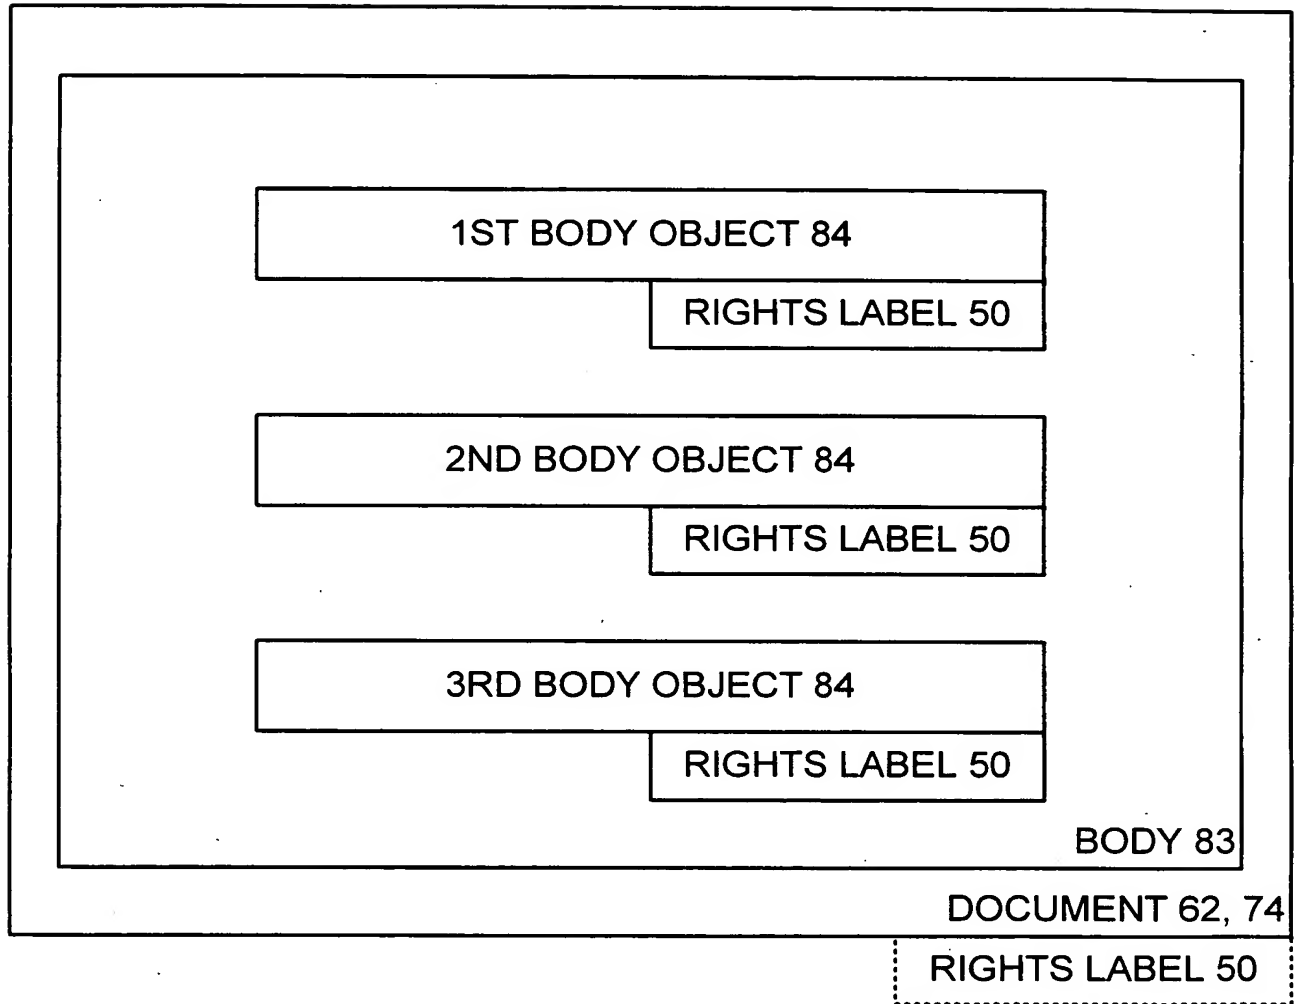 1ST BODY OBJECT 84
RIGHTS LABEL 50
2ND BODY OBJECT 84
RIGHTS LABEL 50
3RD BODY OBJECT 84
RIGHTS LABEL 50
BODY 83
DOCUMENT 62, 74
RIGHTS LABEL 50